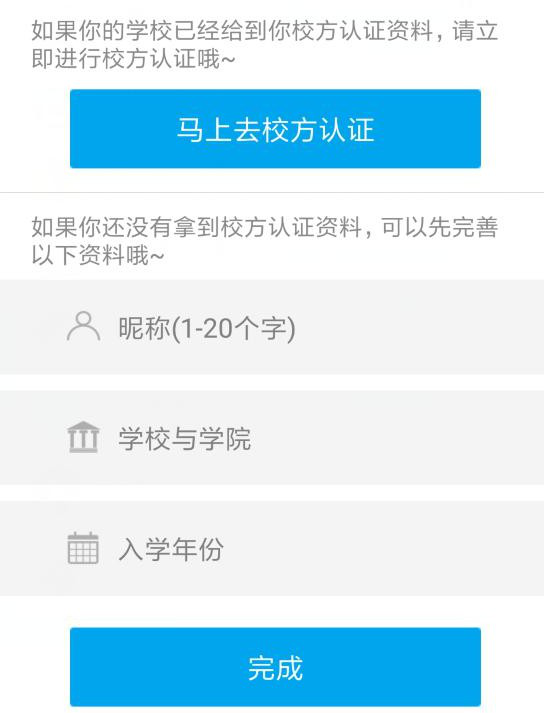 如果你的学校已经给到你校方认证资料，请立
即进行校方认证哦~
马上去校方认证
如果你还没有拿到校方认证资料，可以先完善
以下资料哦~
昵称(1-20个字)
学校与学院
入学年份
完成